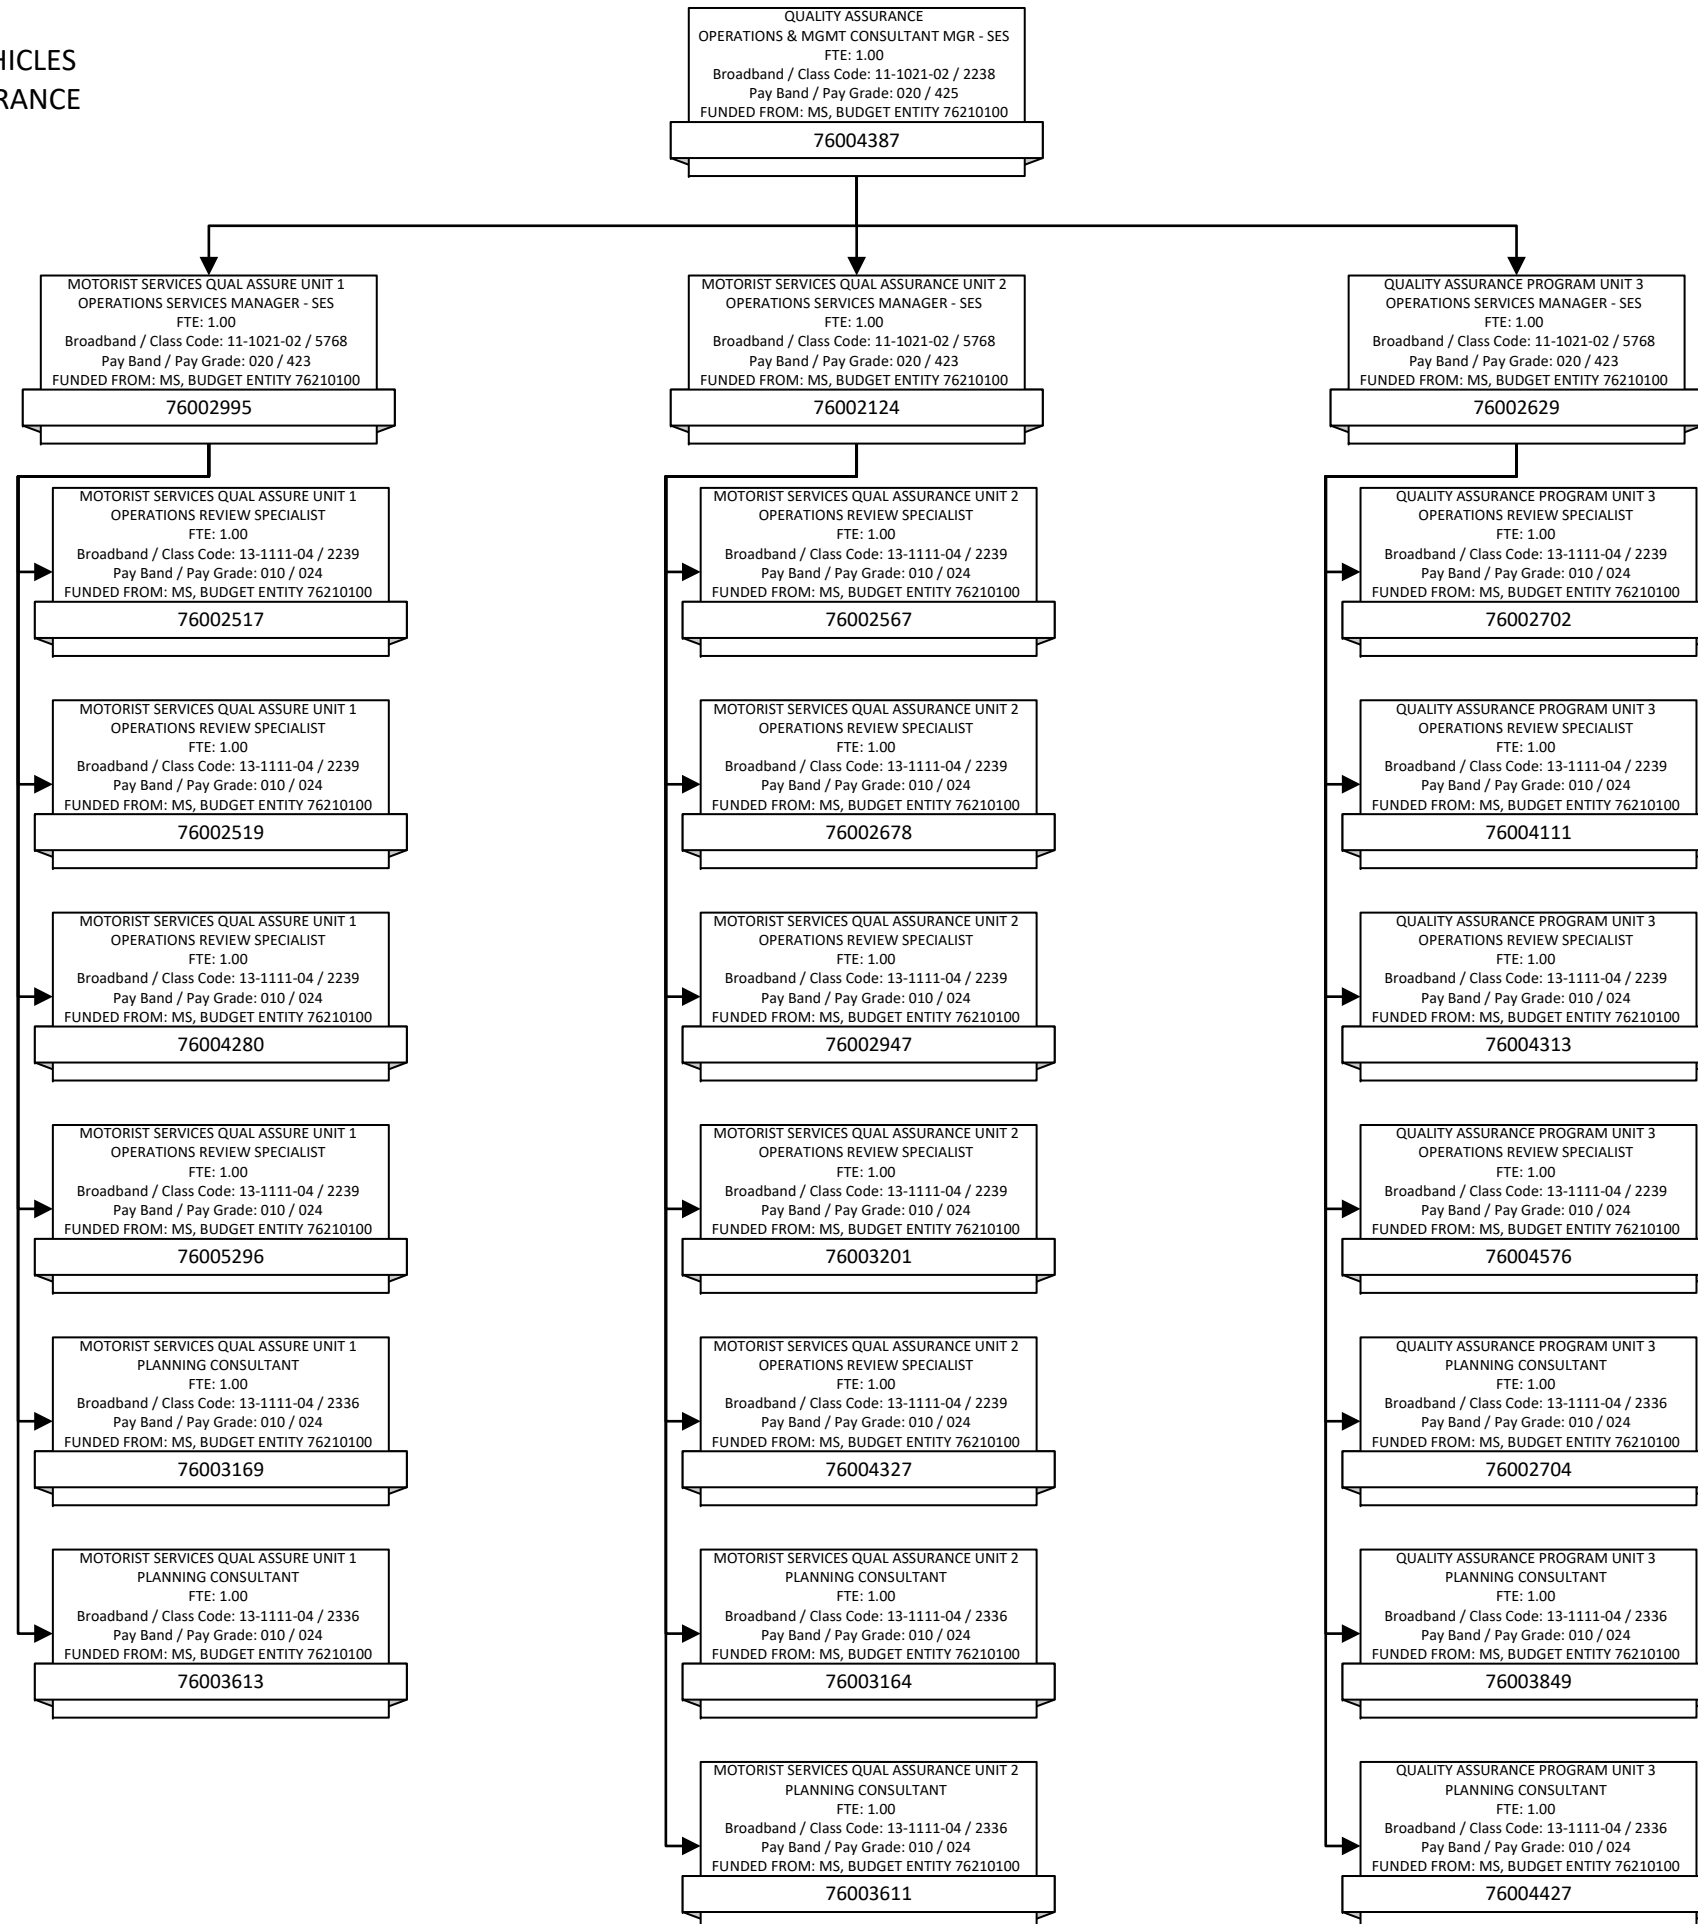 HICLES
RANCE
QUALITY ASSURANCE
OPERATIONS & MGMT CONSULTANT MGR - SES
FTE: 1.00
Broadband / Class Code: 11-1021-02 / 2238
Pay Band / Pay Grade: 020 / 425
FUNDED FROM: MS, BUDGET ENTITY 76210100
76004387
MOTORIST SERVICES QUAL ASSURE UNIT 1
OPERATIONS SERVICES MANAGER - SES
FTE: 1.00
Broadband / Class Code: 11-1021-02 / 5768
Pay Band / Pay Grade: 020 / 423
FUNDED FROM: MS, BUDGET ENTITY 76210100
76002995
MOTORIST SERVICES QUAL ASSURE UNIT 1
OPERATIONS REVIEW SPECIALIST
FTE: 1.00
Broadband / Class Code: 13-1111-04 / 2239
Pay Band / Pay Grade: 010 / 024
FUNDED FROM: MS, BUDGET ENTITY 76210100
76002517
MOTORIST SERVICES QUAL ASSURE UNIT 1
OPERATIONS REVIEW SPECIALIST
FTE: 1.00
Broadband / Class Code: 13-1111-04 / 2239
Pay Band / Pay Grade: 010 / 024
FUNDED FROM: MS, BUDGET ENTITY 76210100
76002519
MOTORIST SERVICES QUAL ASSURE UNIT 1
OPERATIONS REVIEW SPECIALIST
FTE: 1.00
Broadband / Class Code: 13-1111-04 / 2239
Pay Band / Pay Grade: 010 / 024
FUNDED FROM: MS, BUDGET ENTITY 76210100
76004280
MOTORIST SERVICES QUAL ASSURE UNIT 1
OPERATIONS REVIEW SPECIALIST
FTE: 1.00
Broadband / Class Code: 13-1111-04 / 2239
Pay Band / Pay Grade: 010 / 024
FUNDED FROM: MS, BUDGET ENTITY 76210100
76005296
MOTORIST SERVICES QUAL ASSURE UNIT 1
PLANNING CONSULTANT
FTE: 1.00
Broadband / Class Code: 13-1111-04 / 2336
Pay Band / Pay Grade: 010 / 024
FUNDED FROM: MS, BUDGET ENTITY 76210100
76003169
MOTORIST SERVICES QUAL ASSURE UNIT 1
PLANNING CONSULTANT
FTE: 1.00
Broadband / Class Code: 13-1111-04 / 2336
Pay Band / Pay Grade: 010 / 024
FUNDED FROM: MS, BUDGET ENTITY 76210100
76003613
MOTORIST SERVICES QUAL ASSURANCE UNIT 2
OPERATIONS SERVICES MANAGER - SES
FTE: 1.00
Broadband / Class Code: 11-1021-02 / 5768
Pay Band / Pay Grade: 020 / 423
FUNDED FROM: MS, BUDGET ENTITY 76210100
76002124
MOTORIST SERVICES QUAL ASSURANCE UNIT 2
OPERATIONS REVIEW SPECIALIST
FTE: 1.00
Broadband / Class Code: 13-1111-04 / 2239
Pay Band / Pay Grade: 010 / 024
FUNDED FROM: MS, BUDGET ENTITY 76210100
76002567
MOTORIST SERVICES QUAL ASSURANCE UNIT 2
OPERATIONS REVIEW SPECIALIST
FTE: 1.00
Broadband / Class Code: 13-1111-04 / 2239
Pay Band / Pay Grade: 010 / 024
FUNDED FROM: MS, BUDGET ENTITY 76210100
76002678
MOTORIST SERVICES QUAL ASSURANCE UNIT 2
OPERATIONS REVIEW SPECIALIST
FTE: 1.00
Broadband / Class Code: 13-1111-04 / 2239
Pay Band / Pay Grade: 010 / 024
FUNDED FROM: MS, BUDGET ENTITY 76210100
76002947
MOTORIST SERVICES QUAL ASSURANCE UNIT 2
OPERATIONS REVIEW SPECIALIST
FTE: 1.00
Broadband / Class Code: 13-1111-04 / 2239
Pay Band / Pay Grade: 010 / 024
FUNDED FROM: MS, BUDGET ENTITY 76210100
76003201
MOTORIST SERVICES QUAL ASSURANCE UNIT 2
OPERATIONS REVIEW SPECIALIST
FTE: 1.00
Broadband / Class Code: 13-1111-04 / 2239
Pay Band / Pay Grade: 010 / 024
FUNDED FROM: MS, BUDGET ENTITY 76210100
76004327
MOTORIST SERVICES QUAL ASSURANCE UNIT 2
PLANNING CONSULTANT
FTE: 1.00
Broadband / Class Code: 13-1111-04 / 2336
Pay Band / Pay Grade: 010 / 024
FUNDED FROM: MS, BUDGET ENTITY 76210100
76003164
MOTORIST SERVICES QUAL ASSURANCE UNIT 2
PLANNING CONSULTANT
FTE: 1.00
Broadband / Class Code: 13-1111-04 / 2336
Pay Band / Pay Grade: 010 / 024
FUNDED FROM: MS, BUDGET ENTITY 76210100
76003611
QUALITY ASSURANCE PROGRAM UNIT 3
OPERATIONS SERVICES MANAGER - SES
FTE: 1.00
Broadband / Class Code: 11-1021-02 / 5768
Pay Band / Pay Grade: 020 / 423
FUNDED FROM: MS, BUDGET ENTITY 76210100
76002629
QUALITY ASSURANCE PROGRAM UNIT 3
OPERATIONS REVIEW SPECIALIST
FTE: 1.00
Broadband / Class Code: 13-1111-04 / 2239
Pay Band / Pay Grade: 010 / 024
FUNDED FROM: MS, BUDGET ENTITY 76210100
76002702
QUALITY ASSURANCE PROGRAM UNIT 3
OPERATIONS REVIEW SPECIALIST
FTE: 1.00
Broadband / Class Code: 13-1111-04 / 2239
Pay Band / Pay Grade: 010 / 024
FUNDED FROM: MS, BUDGET ENTITY 76210100
76004111
QUALITY ASSURANCE PROGRAM UNIT 3
OPERATIONS REVIEW SPECIALIST
FTE: 1.00
Broadband / Class Code: 13-1111-04 / 2239
Pay Band / Pay Grade: 010 / 024
FUNDED FROM: MS, BUDGET ENTITY 76210100
76004313
QUALITY ASSURANCE PROGRAM UNIT 3
OPERATIONS REVIEW SPECIALIST
FTE: 1.00
Broadband / Class Code: 13-1111-04 / 2239
Pay Band / Pay Grade: 010 / 024
FUNDED FROM: MS, BUDGET ENTITY 76210100
76004576
QUALITY ASSURANCE PROGRAM UNIT 3
PLANNING CONSULTANT
FTE: 1.00
Broadband / Class Code: 13-1111-04 / 2336
Pay Band / Pay Grade: 010 / 024
FUNDED FROM: MS, BUDGET ENTITY 76210100
76002704
QUALITY ASSURANCE PROGRAM UNIT 3
PLANNING CONSULTANT
FTE: 1.00
Broadband / Class Code: 13-1111-04 / 2336
Pay Band / Pay Grade: 010 / 024
FUNDED FROM: MS, BUDGET ENTITY 76210100
76003849
QUALITY ASSURANCE PROGRAM UNIT 3
PLANNING CONSULTANT
FTE: 1.00
Broadband / Class Code: 13-1111-04 / 2336
Pay Band / Pay Grade: 010 / 024
FUNDED FROM: MS, BUDGET ENTITY 76210100
76004427